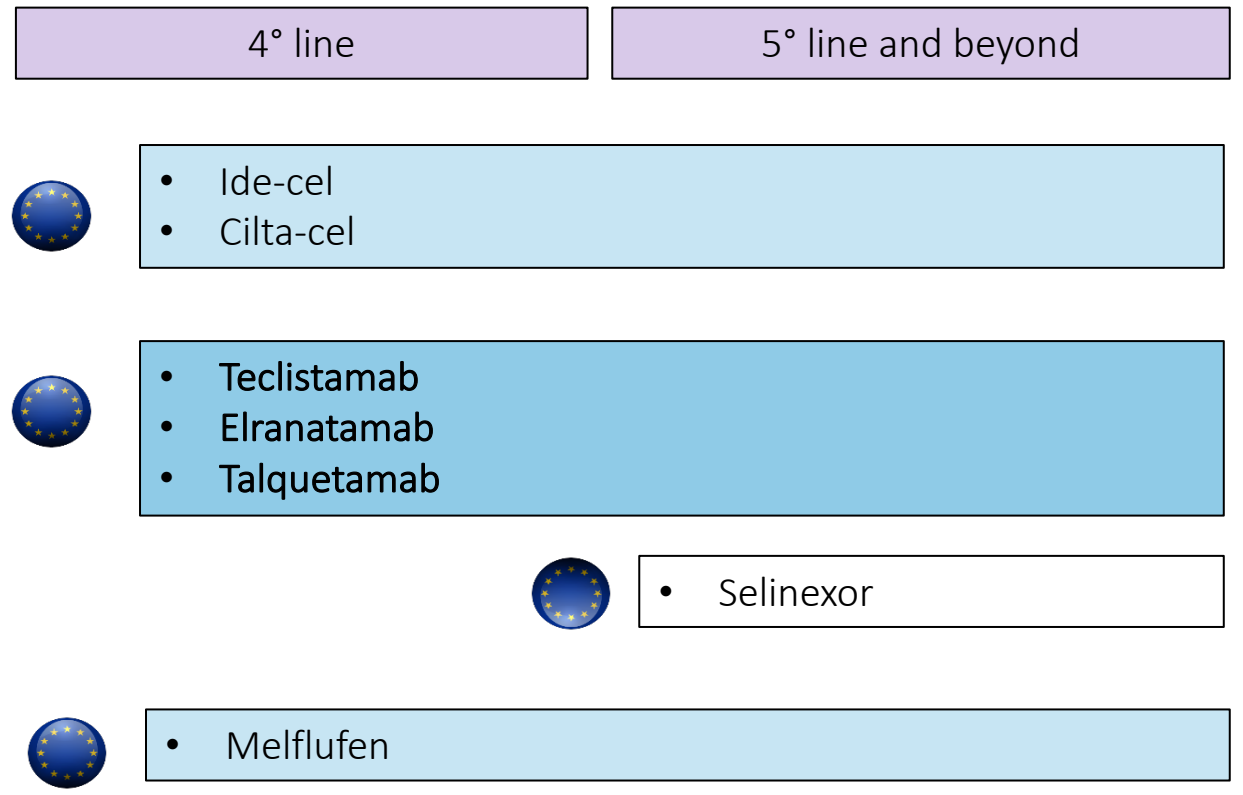 4° line
5° line and beyond
• Ide-cel
• Cilta-cel
• Teclistamab
• Elranatamab
• Talquetamab
• Selinexor
• Melflufen